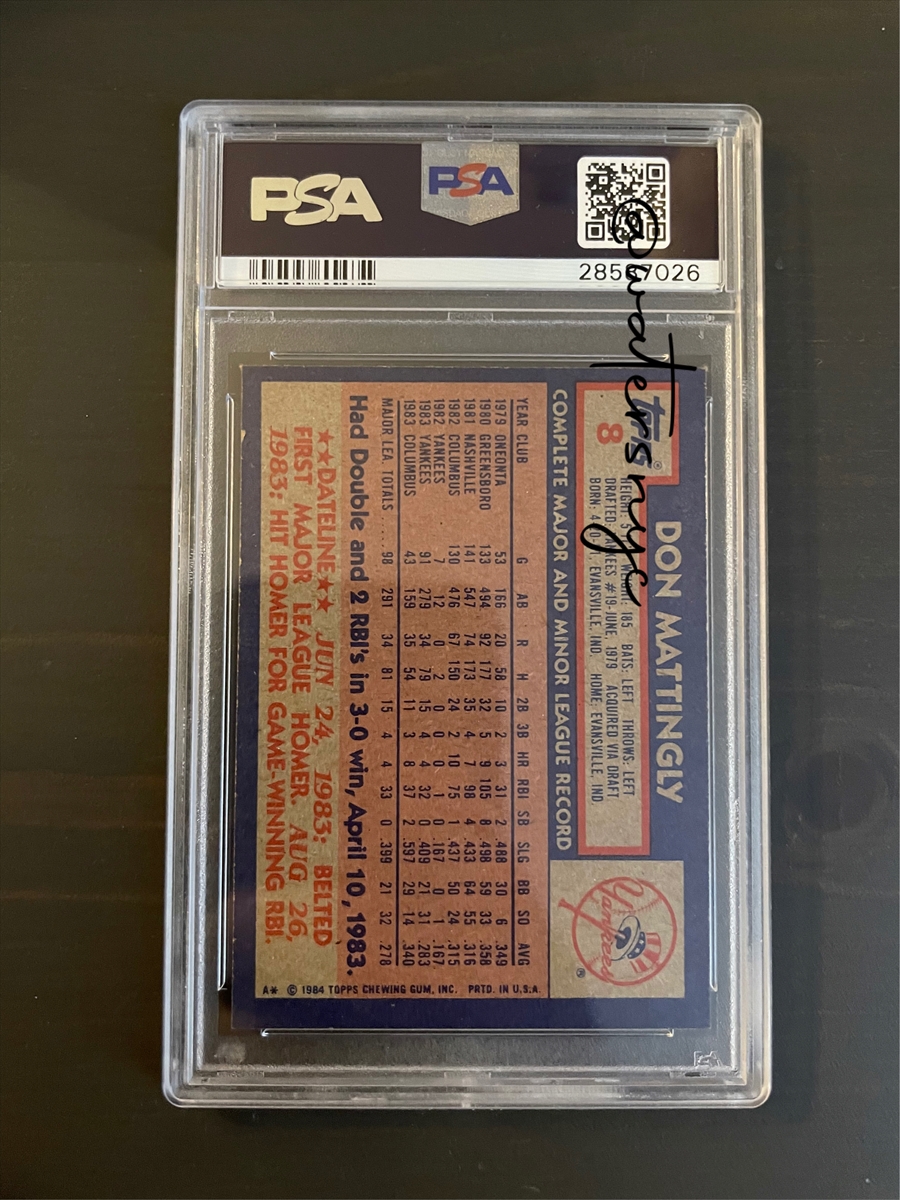 PSA
PSA
@watersnyc
8
DON MATTINGLY
WEIGHT: 185 BATS: LEFT THROWS: LEFT
DRAFTED: YANKEES #19-JUNE, 1979 ACQUIRED VIA DRAFT
BORN: EVANSVILLE, IND. HOME: EVANSVILLE, IND.
Yankees ®
COMPLETE MAJOR AND MINOR LEAGUE RECORD
YEAR CLUB G AB R H 2B 3B HR RBI SB SLG BB SO AVG
1979 ONEONTA 53 166 20 58 10 2 3 31 2 .488 30 6 .349
1980 GREENSBORO 133 494 92 177 32 5 9 105 8 .498 59 33 .358
1981 NASHVILLE 141 547 74 173 35 4 7 98 4 .433 64 55 .316
1982 COLUMBUS 130 476 67 150 24 2 10 75 1 .437 50 24 .315
1982 YANKEES 7 12 0 2 0 0 0 1 0 .167 0 1 .167
1983 YANKEES 91 279 34 79 15 4 4 32 0 .409 21 31 .283
1983 COLUMBUS 43 159 35 54 11 3 8 37 2 .597 29 14 .340
MAJOR LEA TOTALS .... 98 291 34 81 15 4 4 33 0 .399 21 32 .278
Had Double and 2 RBI's in 3-0 win, April 10, 1983.
★★DATELINE★★ JUN 24, 1983: BELTED
FIRST MAJOR LEAGUE HOMER. AUG 26,
1983: HIT HOMER FOR GAME-WINNING RBI.
A* © 1984 TOPPS CHEWING GUM, INC. PRTD. IN U.S.A.